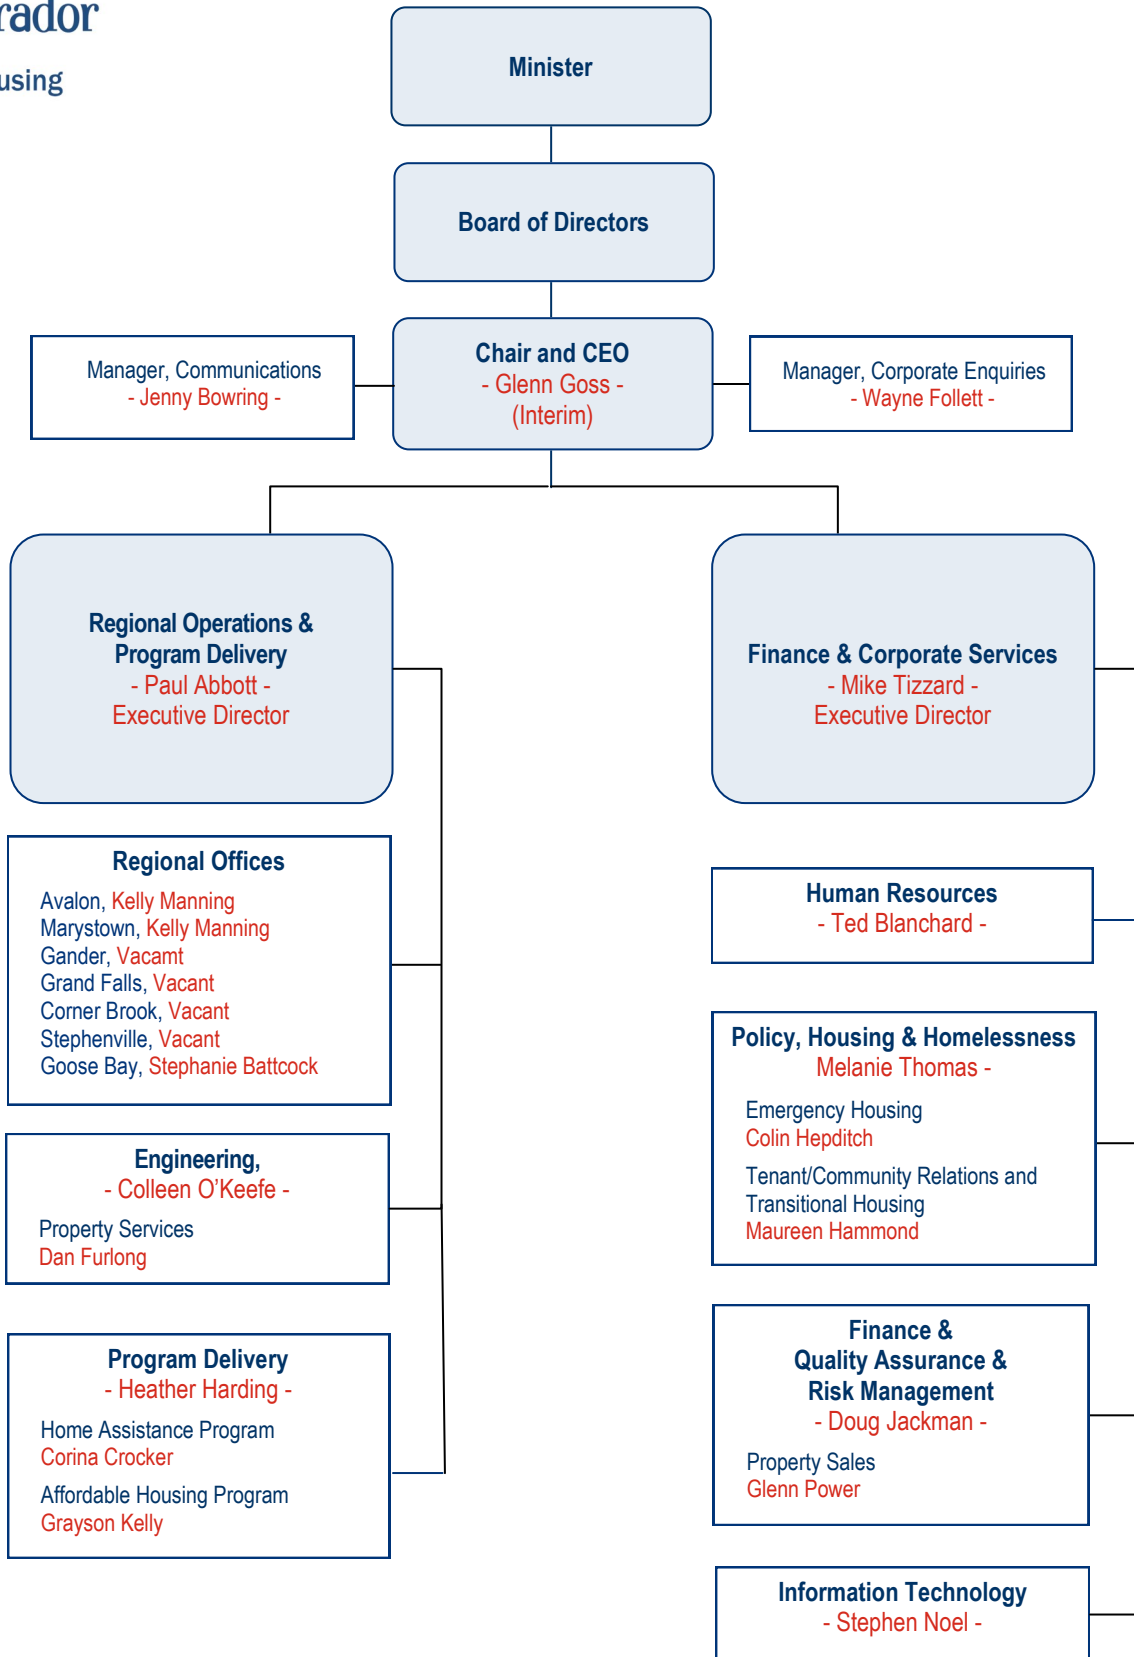 rador
using
Minister
Board of Directors
Manager, Communications
- Jenny Bowring -
Chair and CEO
- Glenn Goss -
(Interim)
Manager, Corporate Enquiries
- Wayne Follett -
Regional Operations &
Program Delivery
- Paul Abbott -
Executive Director
Finance & Corporate Services
- Mike Tizzard -
Executive Director
Regional Offices
Avalon, Kelly Manning
Marystown, Kelly Manning
Gander, Vacamt
Grand Falls, Vacant
Corner Brook, Vacant
Stephenville, Vacant
Goose Bay, Stephanie Battcock
Engineering,
- Colleen O'Keefe -
Property Services
Dan Furlong
Program Delivery
- Heather Harding -
Home Assistance Program
Corina Crocker
Affordable Housing Program
Grayson Kelly
Human Resources
- Ted Blanchard -
Policy, Housing & Homelessness
Melanie Thomas -
Emergency Housing
Colin Hepditch
Tenant/Community Relations and
Transitional Housing
Maureen Hammond
Finance &
Quality Assurance &
Risk Management
- Doug Jackman -
Property Sales
Glenn Power
Information Technology
- Stephen Noel -